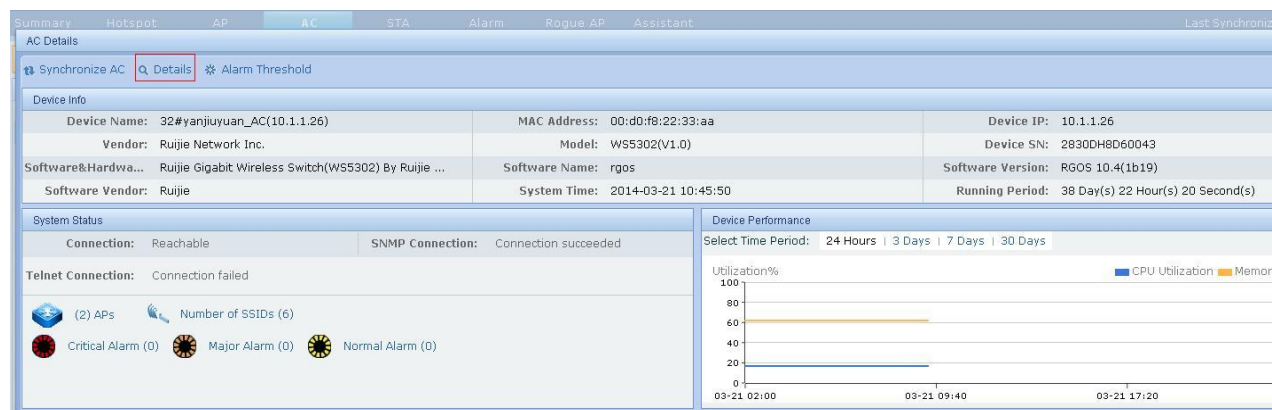 Summary Hotspot AP AC STA Alarm Rogue AP Assistant Last Synchroniz
AC Details
Synchronize AC Details Alarm Threshold
Device Info
Device Name: 32#yanjiuyuan_AC(10.1.1.26) MAC Address: 00:d0:f8:22:33:aa Device IP: 10.1.1.26
Vendor: Ruijie Network Inc. Model: WS5302(V1.0) Device SN: 2830DH8D60043
Software&Hardwa... Ruijie Gigabit Wireless Switch(WS5302) By Ruijie ... Software Name: rgos Software Version: RGOS 10.4(1b19)
Software Vendor: Ruijie System Time: 2014-03-21 10:45:50 Running Period: 38 Day(s) 22 Hour(s) 20 Second(s)
System Status
Connection: Reachable SNMP Connection: Connection succeeded
Telnet Connection: Connection failed
(2) APs Number of SSIDs (6)
Critical Alarm (0) Major Alarm (0) Normal Alarm (0)
Device Performance
Select Time Period: 24 Hours | 3 Days | 7 Days | 30 Days
Utilization% CPU Utilization Memor
100
80
60
40
20
0
03-21 02:00 03-21 09:40 03-21 17:20